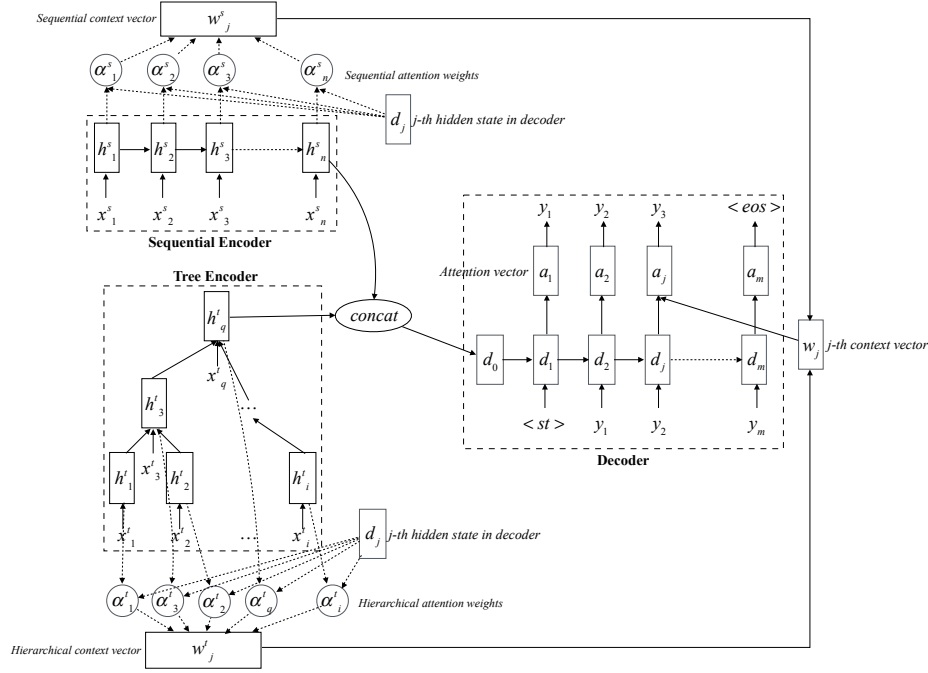 Sequential context vector
w^s_j
α^s_1 α^s_2 α^s_3 α^s_n
Sequential attention weights
d_j j-th hidden state in decoder
h^s_1 h^s_2 h^s_3 h^s_n
x^s_1 x^s_2 x^s_3 x^s_n
Sequential Encoder
Tree Encoder
h^t_q
concat
x^t_q
h^t_3
...
x^t_3
h^t_1 h^t_2 h^t_i
x^t_1 x^t_2 ... x^t_i
d_j j-th hidden state in decoder
α^t_1 α^t_3 α^t_2 α^t_q α^t_i
Hierarchical attention weights
Hierarchical context vector
w^t_j
y_1 y_2 y_3 < eos >
Attention vector
a_1 a_2 a_j a_m
d_0 d_1 d_2 d_j d_m
w_j j-th context vector
< st > y_1 y_2 y_m
Decoder